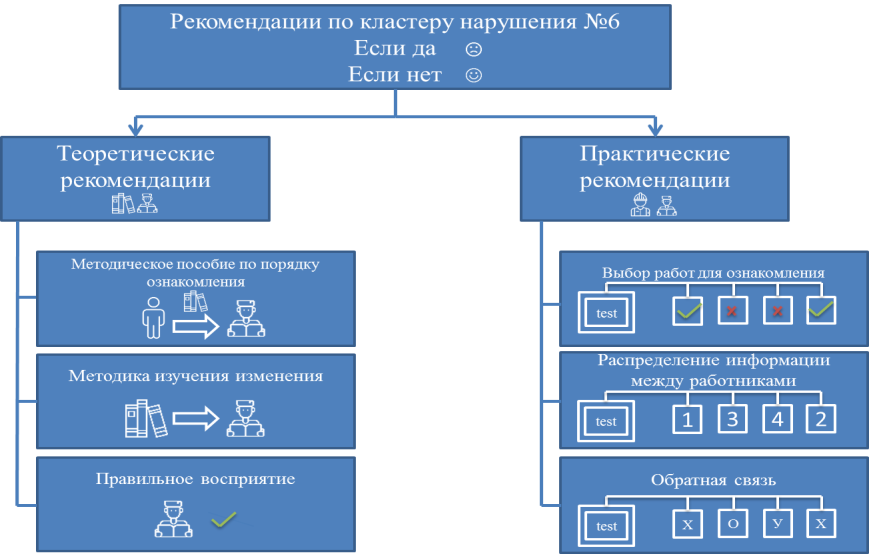 Рекомендации по кластеру нарушения №6
Если да ☹
Если нет ☺
Теоретические
рекомендации
Практические
рекомендации
Методическое пособие по порядку
ознакомления
Методика изучения изменения
Правильное восприятие
Выбор работ для ознакомления
test
х х
Распределение информации
между работниками
test 1 3 4 2
Обратная связь
test Х О У Х